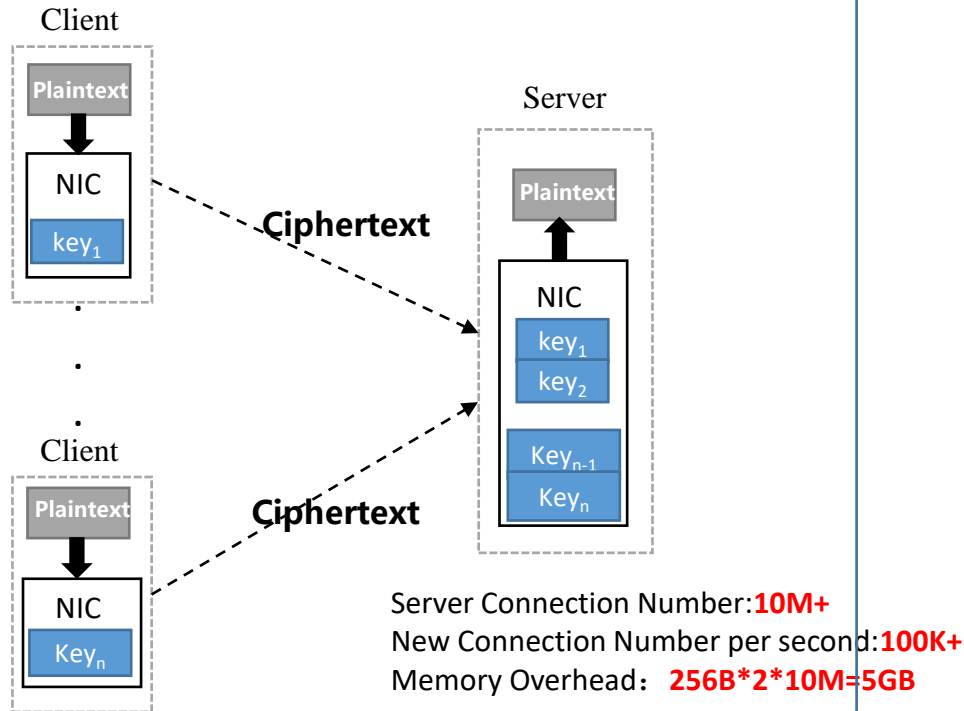 Client
Plaintext
NIC
key1
Ciphertext
.
.
.
Client
Plaintext
NIC
Keyn
Ciphertext
Server
Plaintext
NIC
key1
key2
Keyn-1
Keyn
Server Connection Number:10M+
New Connection Number per second:100K+
Memory Overhead： 256B*2*10M=5GB